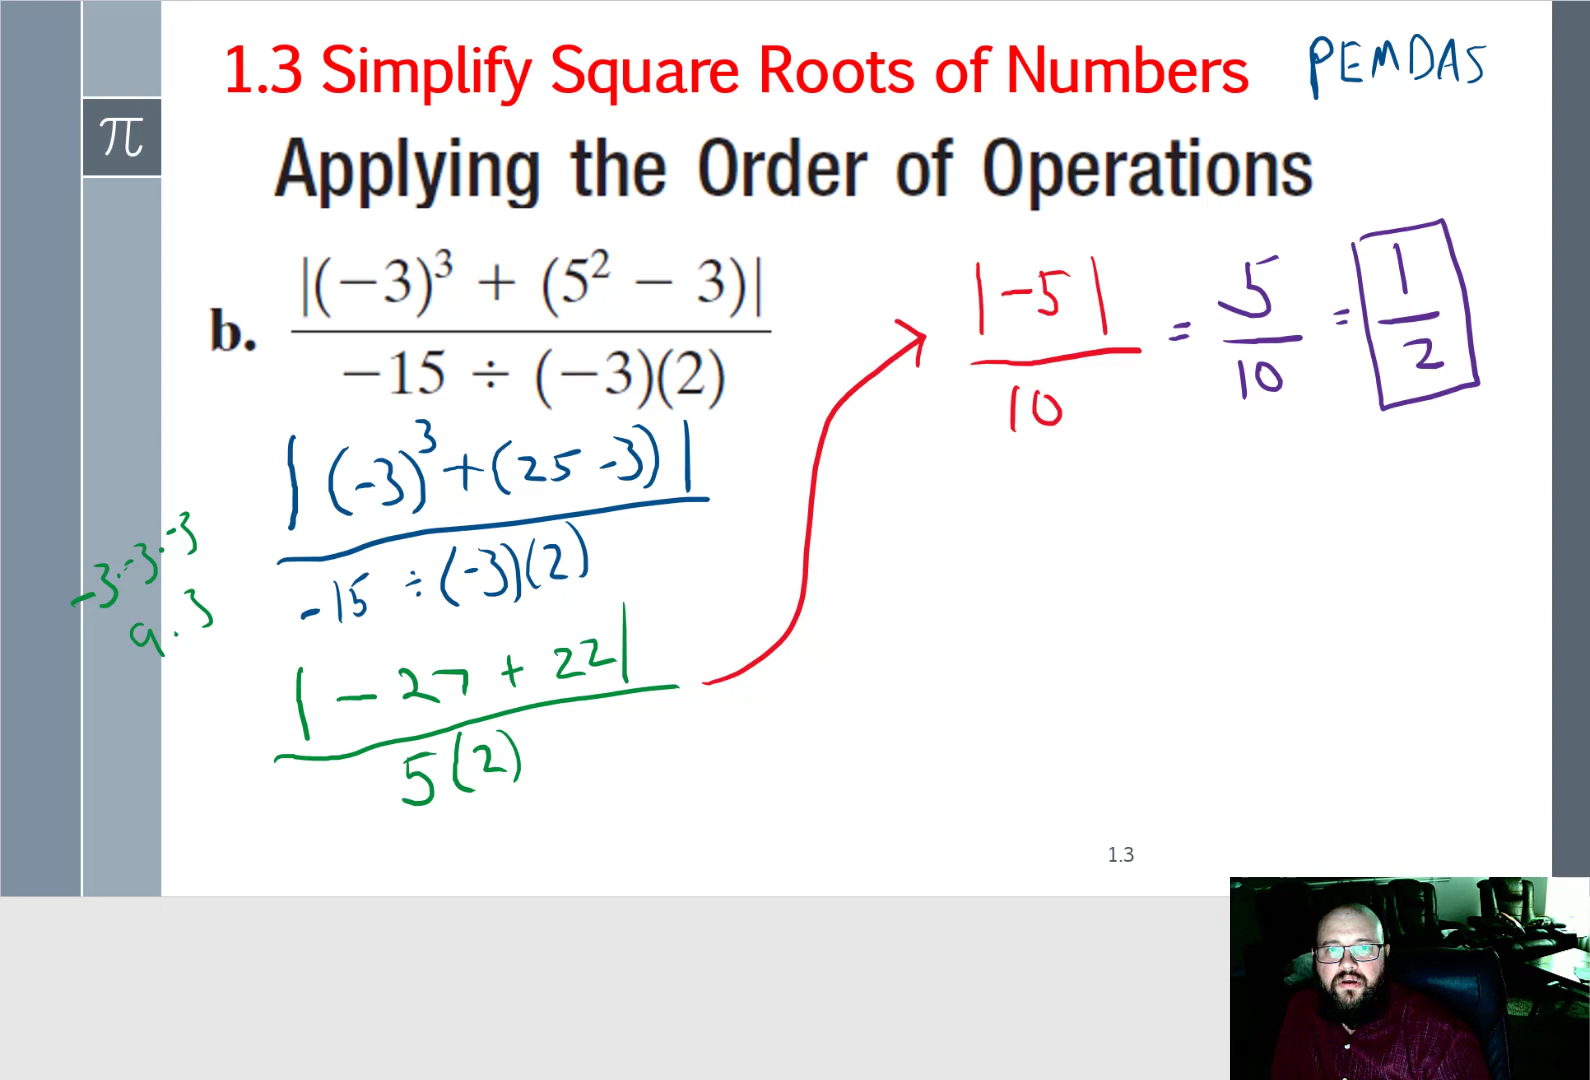 1.3 Simplify Square Roots of Numbers
PEMDAS
π
Applying the Order of Operations
b. |(−3)³ + (5² − 3)|
−15 ÷ (−3)(2)
|(-3)³ + (25 - 3)|
-15 ÷ (-3)(2)
-3·-3·-3
9·3
|-27 + 22|
5(2)
|-5|
10
= 5
10
= 1
2
1.3